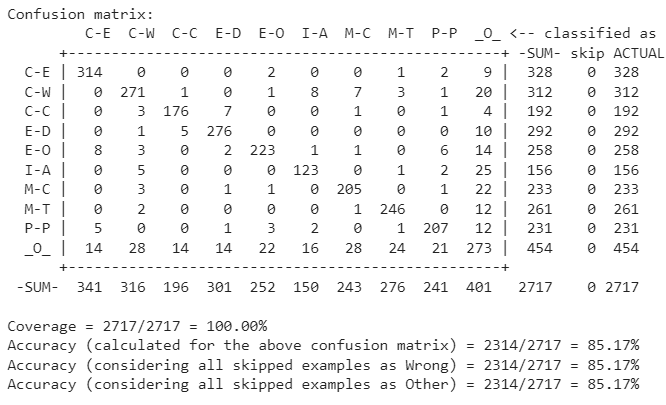 Confusion matrix:
C-E C-W C-C E-D E-O I-A M-C M-T P-P _O_ <-- classified as
+--------------------------------------------------+ -SUM- skip ACTUAL
C-E | 314 0 0 0 2 0 0 1 2 9 | 328 0 328
C-W | 0 271 1 0 1 8 7 3 1 20 | 312 0 312
C-C | 0 3 176 7 0 0 1 0 1 4 | 192 0 192
E-D | 0 1 5 276 0 0 0 0 0 10 | 292 0 292
E-O | 8 3 0 2 223 1 1 0 6 14 | 258 0 258
I-A | 0 5 0 0 0 123 0 1 2 25 | 156 0 156
M-C | 0 3 0 1 1 0 205 0 1 22 | 233 0 233
M-T | 0 2 0 0 0 0 1 246 0 12 | 261 0 261
P-P | 5 0 0 1 3 2 0 1 207 12 | 231 0 231
_O_ | 14 28 14 14 22 16 28 24 21 273 | 454 0 454
+--------------------------------------------------+
-SUM- 341 316 196 301 252 150 243 276 241 401 2717 0 2717
Coverage = 2717/2717 = 100.00%
Accuracy (calculated for the above confusion matrix) = 2314/2717 = 85.17%
Accuracy (considering all skipped examples as Wrong) = 2314/2717 = 85.17%
Accuracy (considering all skipped examples as Other) = 2314/2717 = 85.17%